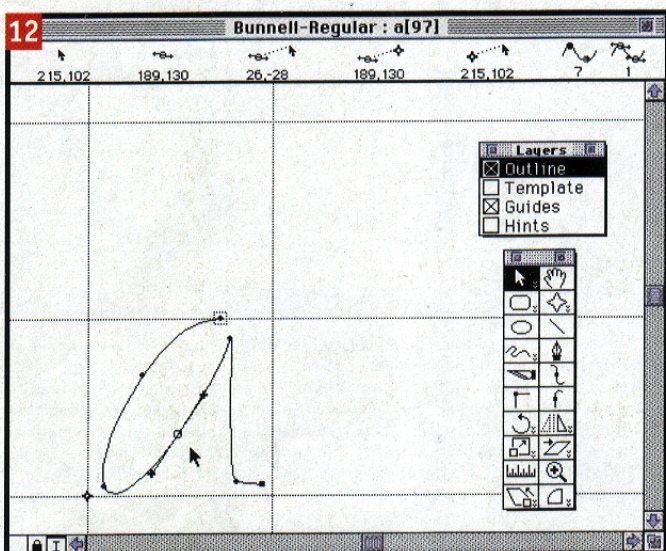 12
Bunnell-Regular : a[97]
215,102 189,130 26,-28 189,130 215,102 7 1
Layers
Outline
Template
Guides
Hints